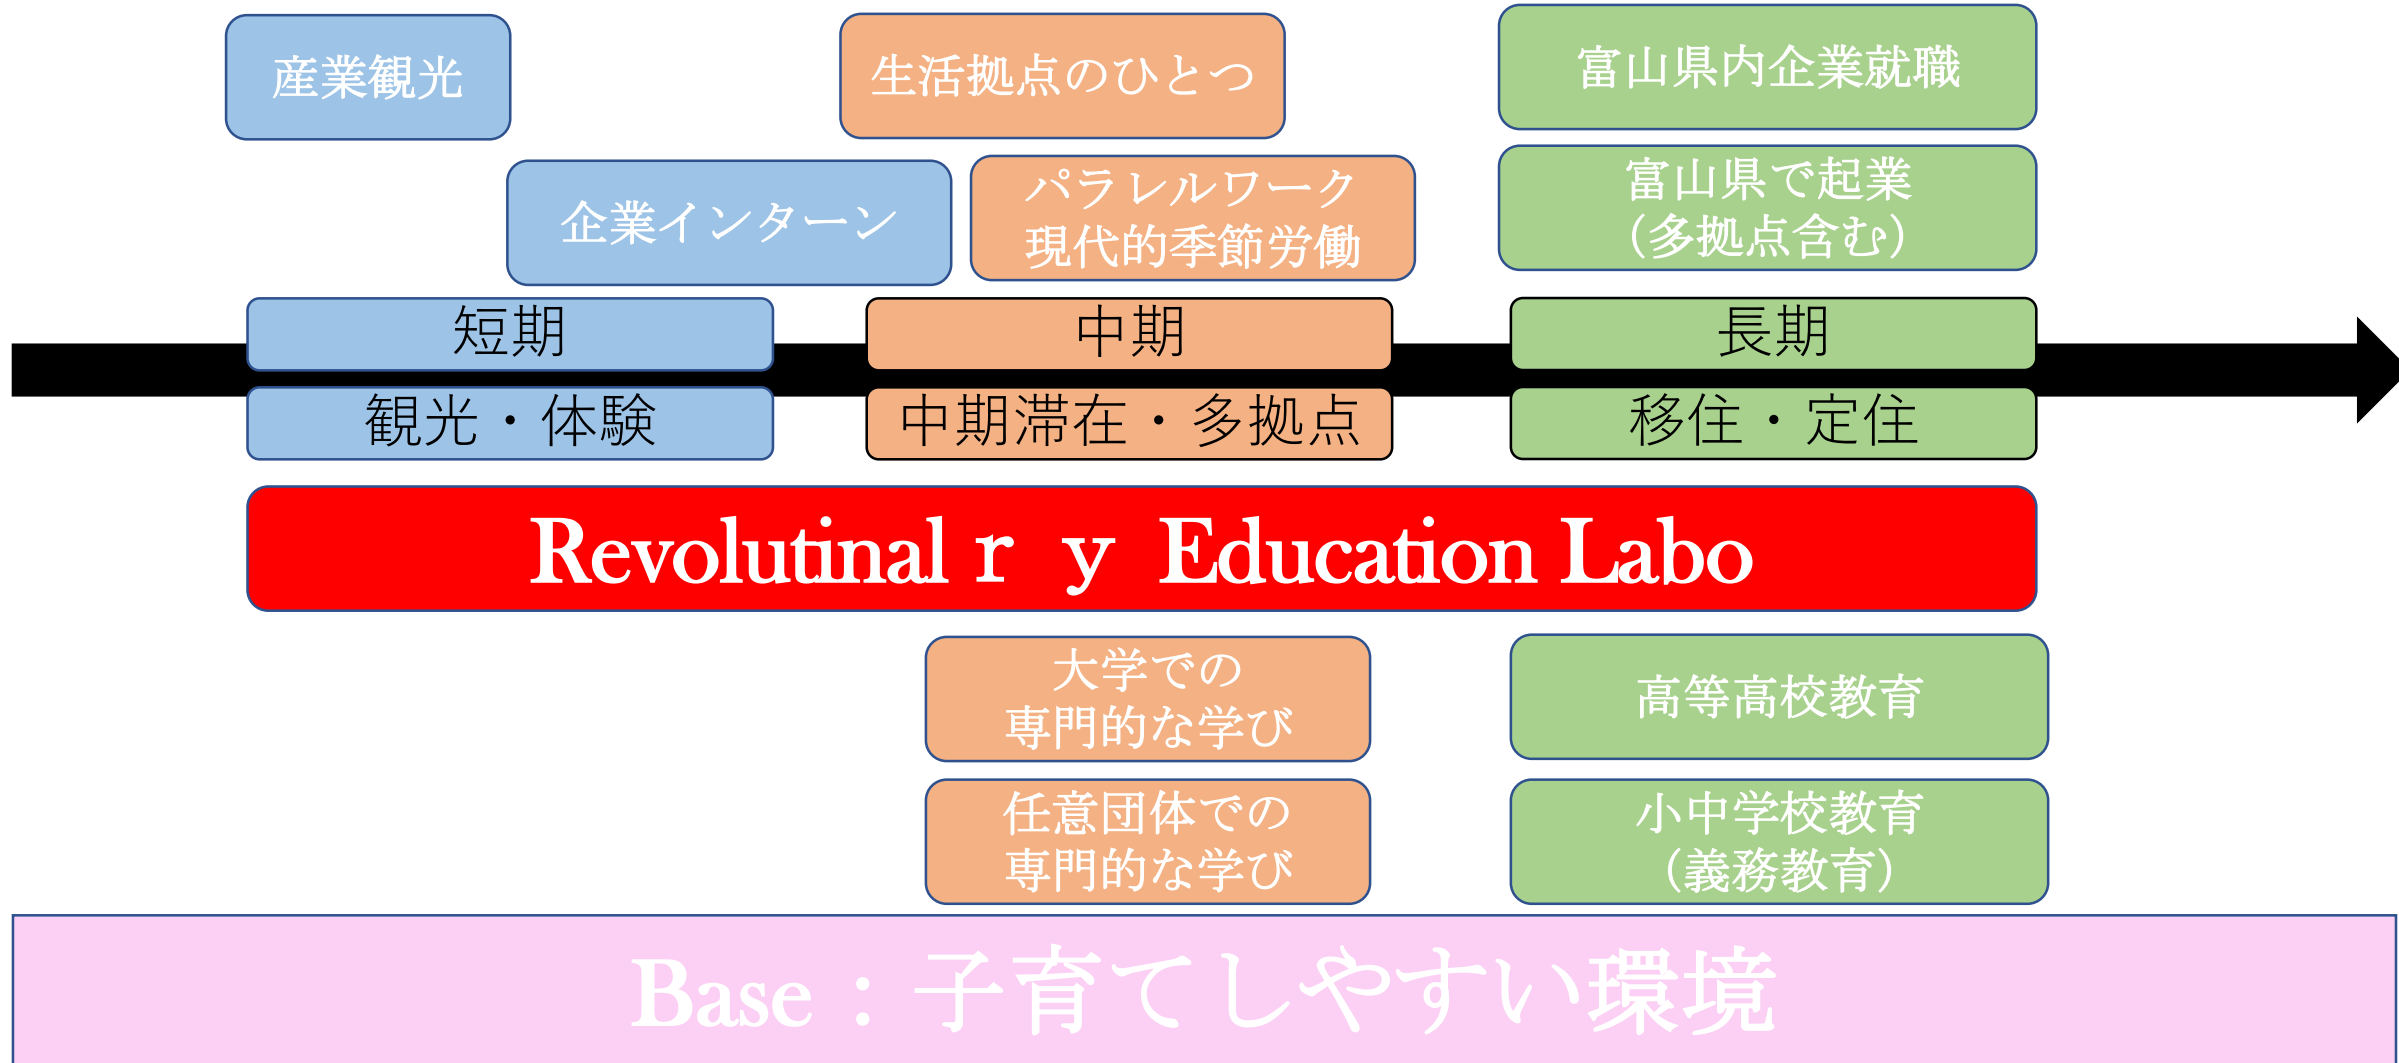 産業観光
生活拠点のひとつ
富山県内企業就職
企業インターン
パラレルワーク
現代的季節労働
富山県で起業
（多拠点含む）
短期
中期
長期
観光・体験
中期滞在・多拠点
移住・定住
Revolutinalｒｙ Education Labo
大学での
専門的な学び
高等高校教育
任意団体での
専門的な学び
小中学校教育
（義務教育）
Base：子育てしやすい環境